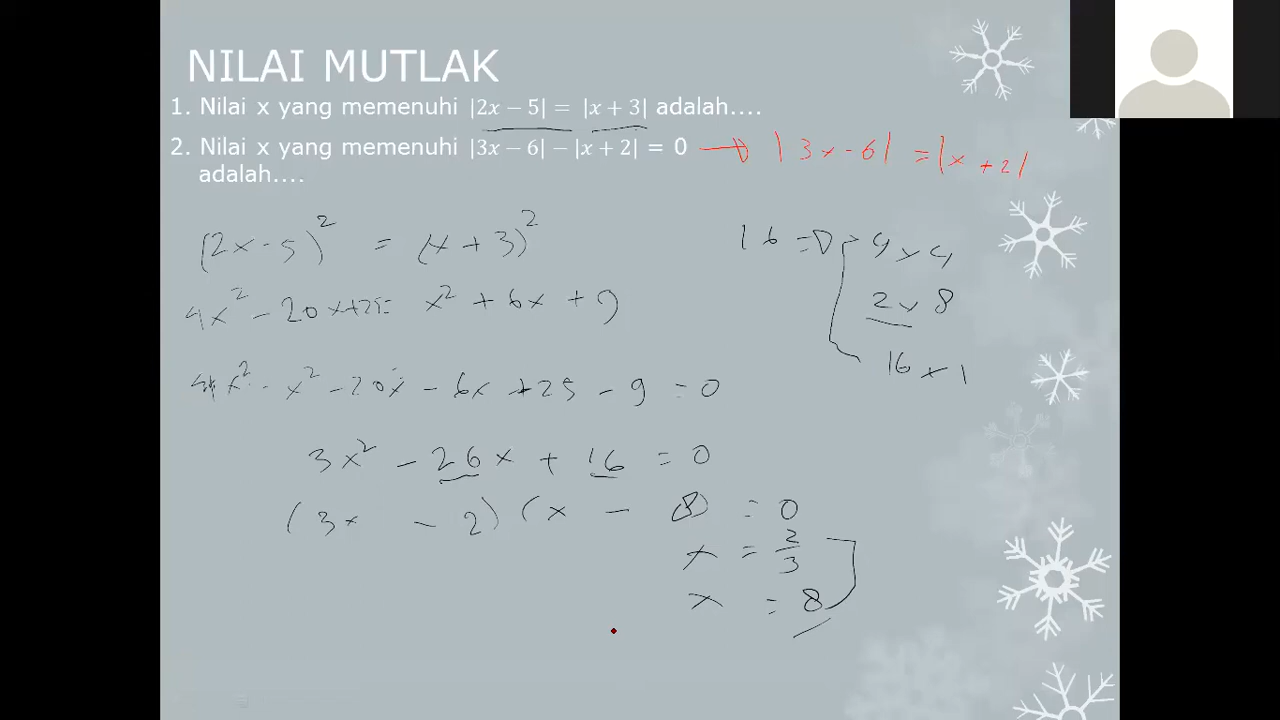 NILAI MUTLAK
1. Nilai x yang memenuhi |2x − 5| = |x + 3| adalah....
2. Nilai x yang memenuhi |3x − 6| − |x + 2| = 0 → |3x - 6| = |x + 2|
adalah....
(2x - 5)² = (x + 3)²
16 ⇒ 4 x 4
4x² - 20x + 25 = x² + 6x + 9
2 x 8
16 x 1
4x² - x² - 20x - 6x + 25 - 9 = 0
3x² - 26x + 16 = 0
(3x - 2)(x - 8) = 0
x = 2/3
x = 8